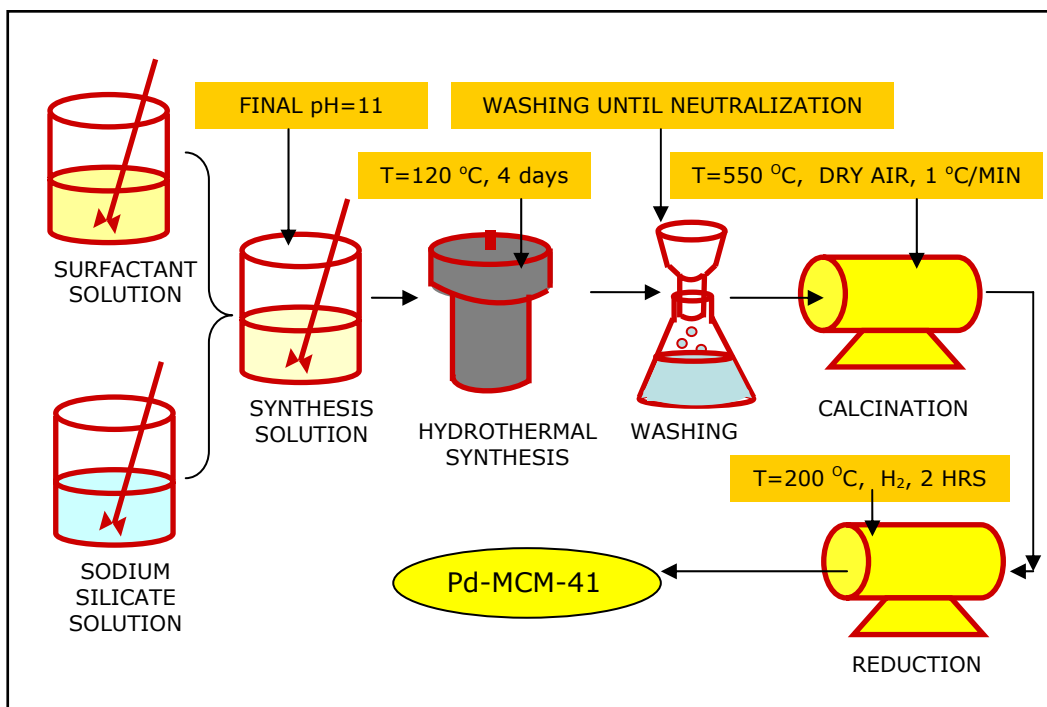 FINAL pH=11
WASHING UNTIL NEUTRALIZATION
T=120 °C, 4 days
T=550 °C, DRY AIR, 1 °C/MIN
SURFACTANT
SOLUTION
SYNTHESIS
SOLUTION
HYDROTHERMAL
SYNTHESIS
WASHING
CALCINATION
T=200 °C, H₂, 2 HRS
SODIUM
SILICATE
SOLUTION
Pd-MCM-41
REDUCTION